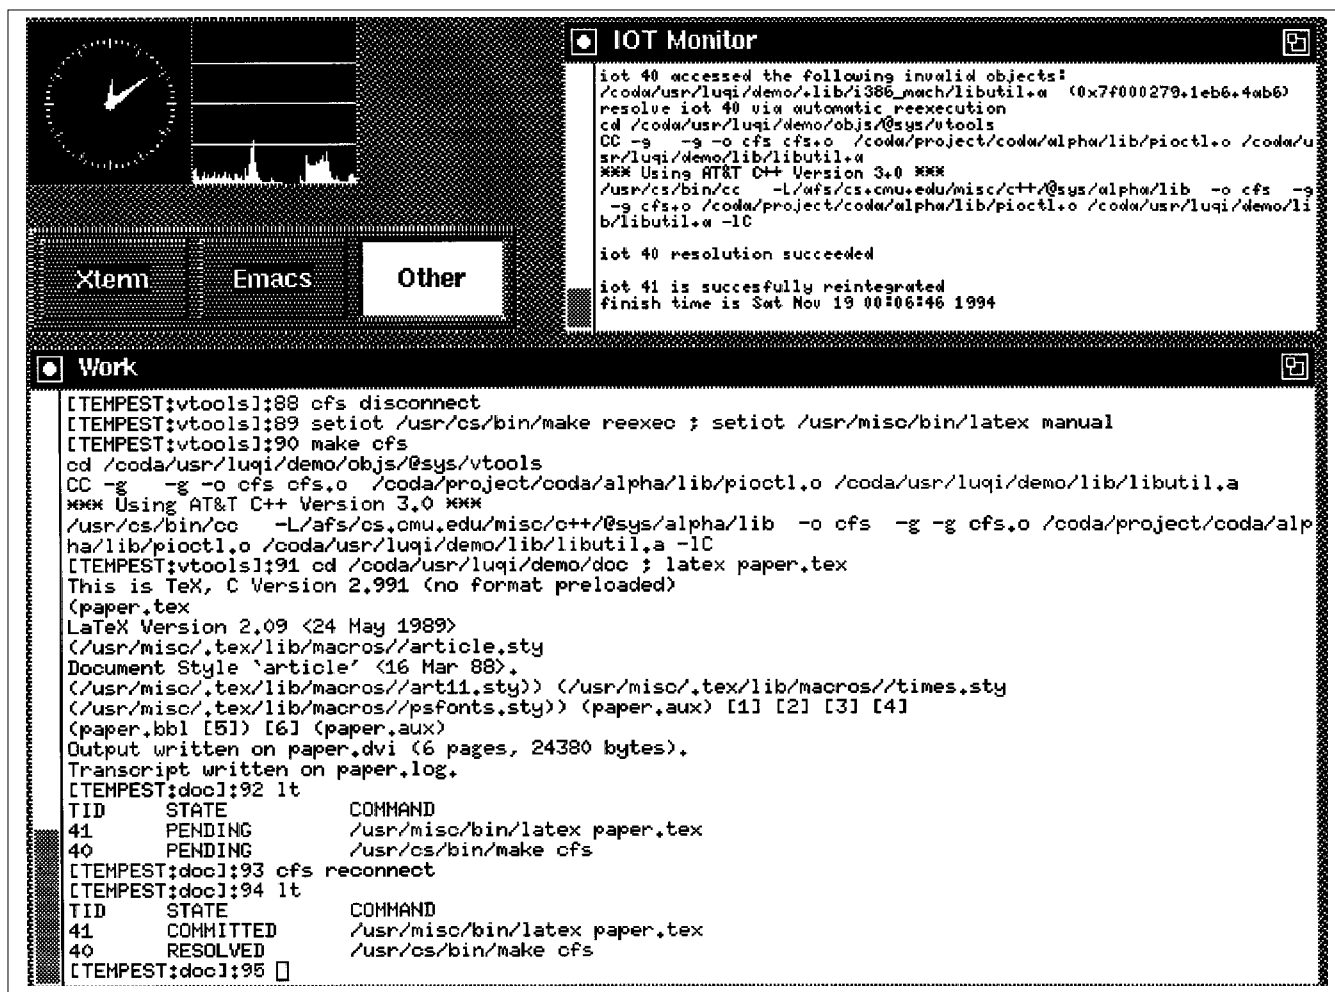 IOT Monitor
iot 40 accessed the following invalid objects:
/coda/usr/luqi/demo/.lib/i386_mach/libutil.a (0x7f000279.1eb6.4ab6)
resolve iot 40 via automatic reexecution
cd /coda/usr/luqi/demo/objs/@sys/vtools
CC -g -g -o cfs cfs.o /coda/project/coda/alpha/lib/pioctl.o /coda/u
sr/luqi/demo/lib/libutil.a
*** Using AT&T C++ Version 3.0 ***
/usr/cs/bin/cc -L/afs/cs.cmu.edu/misc/c++/@sys/alpha/lib -o cfs -g
-g cfs.o /coda/project/coda/alpha/lib/pioctl.o /coda/usr/luqi/demo/li
b/libutil.a -lC
iot 40 resolution succeeded
iot 41 is succesfully reintegrated
finish time is Sat Nov 19 00:06:46 1994
Xterm
Emacs
Other
Work
[TEMPEST:vtools]:88 cfs disconnect
[TEMPEST:vtools]:89 setiot /usr/cs/bin/make reexec ; setiot /usr/misc/bin/latex manual
[TEMPEST:vtools]:90 make cfs
cd /coda/usr/luqi/demo/objs/@sys/vtools
CC -g -g -o cfs cfs.o /coda/project/coda/alpha/lib/pioctl.o /coda/usr/luqi/demo/lib/libutil.a
*** Using AT&T C++ Version 3.0 ***
/usr/cs/bin/cc -L/afs/cs.cmu.edu/misc/c++/@sys/alpha/lib -o cfs -g -g cfs.o /coda/project/coda/alp
ha/lib/pioctl.o /coda/usr/luqi/demo/lib/libutil.a -lC
[TEMPEST:vtools]:91 cd /coda/usr/luqi/demo/doc ; latex paper.tex
This is TeX, C Version 2.991 (no format preloaded)
(paper.tex
LaTeX Version 2.09 <24 May 1989>
(/usr/misc/.tex/lib/macros//article.sty
Document Style `article' <16 Mar 88>.
(/usr/misc/.tex/lib/macros//art11.sty)) (/usr/misc/.tex/lib/macros//times.sty
(/usr/misc/.tex/lib/macros//psfonts.sty)) (paper.aux) [1] [2] [3] [4]
(paper.bbl [5]) [6] (paper.aux)
Output written on paper.dvi (6 pages, 24380 bytes).
Transcript written on paper.log.
[TEMPEST:doc]:92 lt
TID STATE COMMAND
41 PENDING /usr/misc/bin/latex paper.tex
40 PENDING /usr/cs/bin/make cfs
[TEMPEST:doc]:93 cfs reconnect
[TEMPEST:doc]:94 lt
TID STATE COMMAND
41 COMMITTED /usr/misc/bin/latex paper.tex
40 RESOLVED /usr/cs/bin/make cfs
[TEMPEST:doc]:95